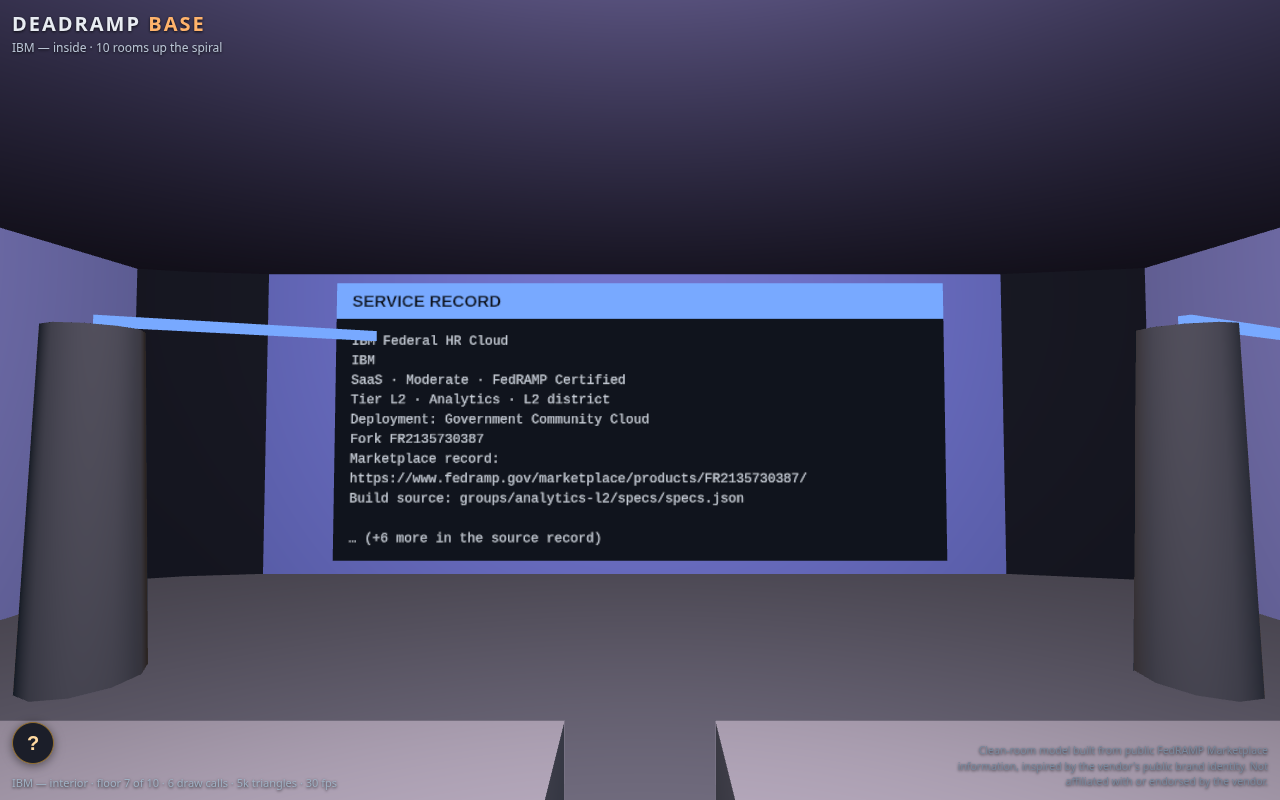 DEADRAMP BASE
IBM — inside · 10 rooms up the spiral
SERVICE RECORD
IBM Federal HR Cloud
IBM
SaaS · Moderate · FedRAMP Certified
Tier L2 · Analytics · L2 district
Deployment: Government Community Cloud
Fork FR2135730387
Marketplace record:
https://www.fedramp.gov/marketplace/products/FR2135730387/
Build source: groups/analytics-l2/specs/specs.json
… (+6 more in the source record)
?
IBM — interior · floor 7 of 10 · 6 draw calls · 5k triangles · 30 fps
Clean-room model built from public FedRAMP Marketplace
information, inspired by the vendor's public brand identity. Not
affiliated with or endorsed by the vendor.